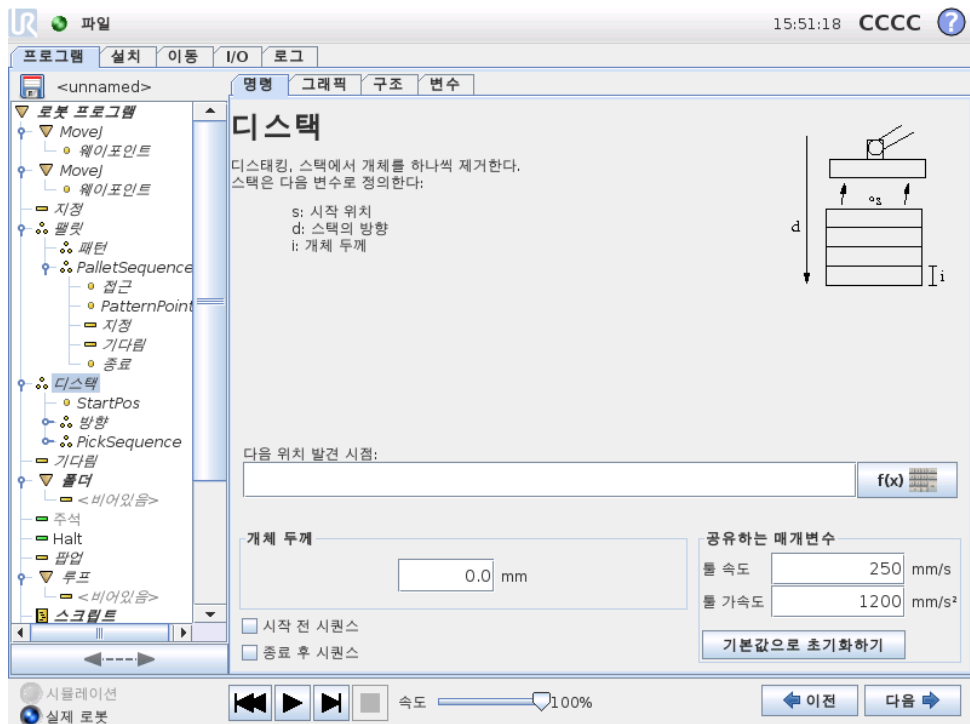 UR 파일 15:51:18 CCCC ?
프로그램 설치 이동 I/O 로그
<unnamed>
로봇 프로그램
MoveJ
웨이포인트
MoveJ
웨이포인트
지정
팰릿
패턴
PalletSequence
접근
PatternPoint
지정
기다림
종료
디스택
StartPos
방향
PickSequence
기다림
폴더
<비어있음>
주석
Halt
팝업
루프
<비어있음>
스크립트
명령 그래픽 구조 변수
디스택
디스태킹, 스택에서 개체를 하나씩 제거한다.
스택은 다음 변수로 정의한다:
s: 시작 위치
d: 스택의 방향
i: 개체 두께
s
d
i
다음 위치 발견 시점:
f(x)
개체 두께
0.0 mm
시작 전 시퀀스
종료 후 시퀀스
공유하는 매개변수
툴 속도 250 mm/s
툴 가속도 1200 mm/s²
기본값으로 초기화하기
시뮬레이션
실제 로봇
속도 100%
이전 다음